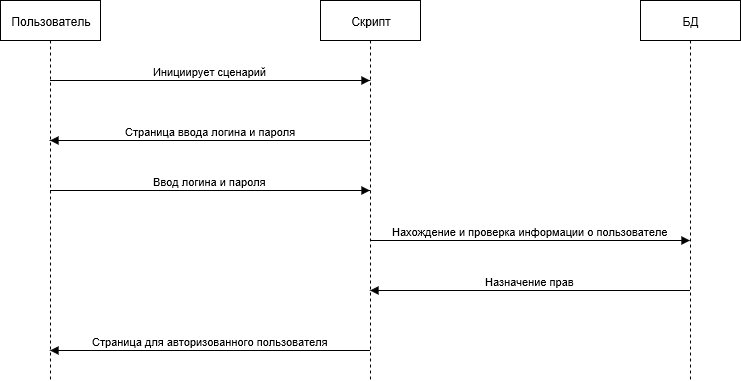 Пользователь
Скрипт
БД
Инициирует сценарий
Страница ввода логина и пароля
Ввод логина и пароля
Нахождение и проверка информации о пользователе
Назначение прав
Страница для авторизованного пользователя